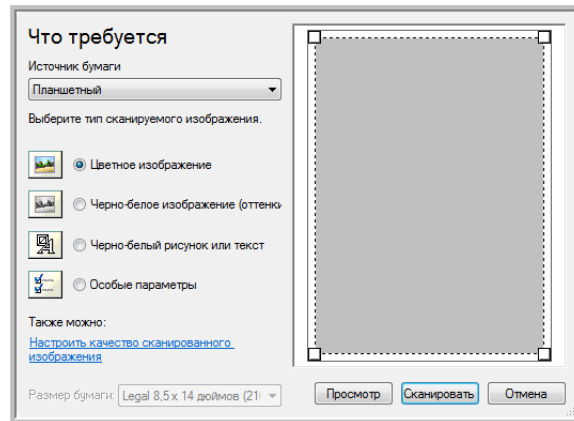 Что требуется
Источник бумаги
Планшетный
Выберите тип сканируемого изображения.
Цветное изображение
Черно-белое изображение (оттенки
Черно-белый рисунок или текст
Особые параметры
Также можно:
Настроить качество сканированного
изображения
Размер бумаги: Legal 8,5 x 14 дюймов (21
Просмотр Сканировать Отмена